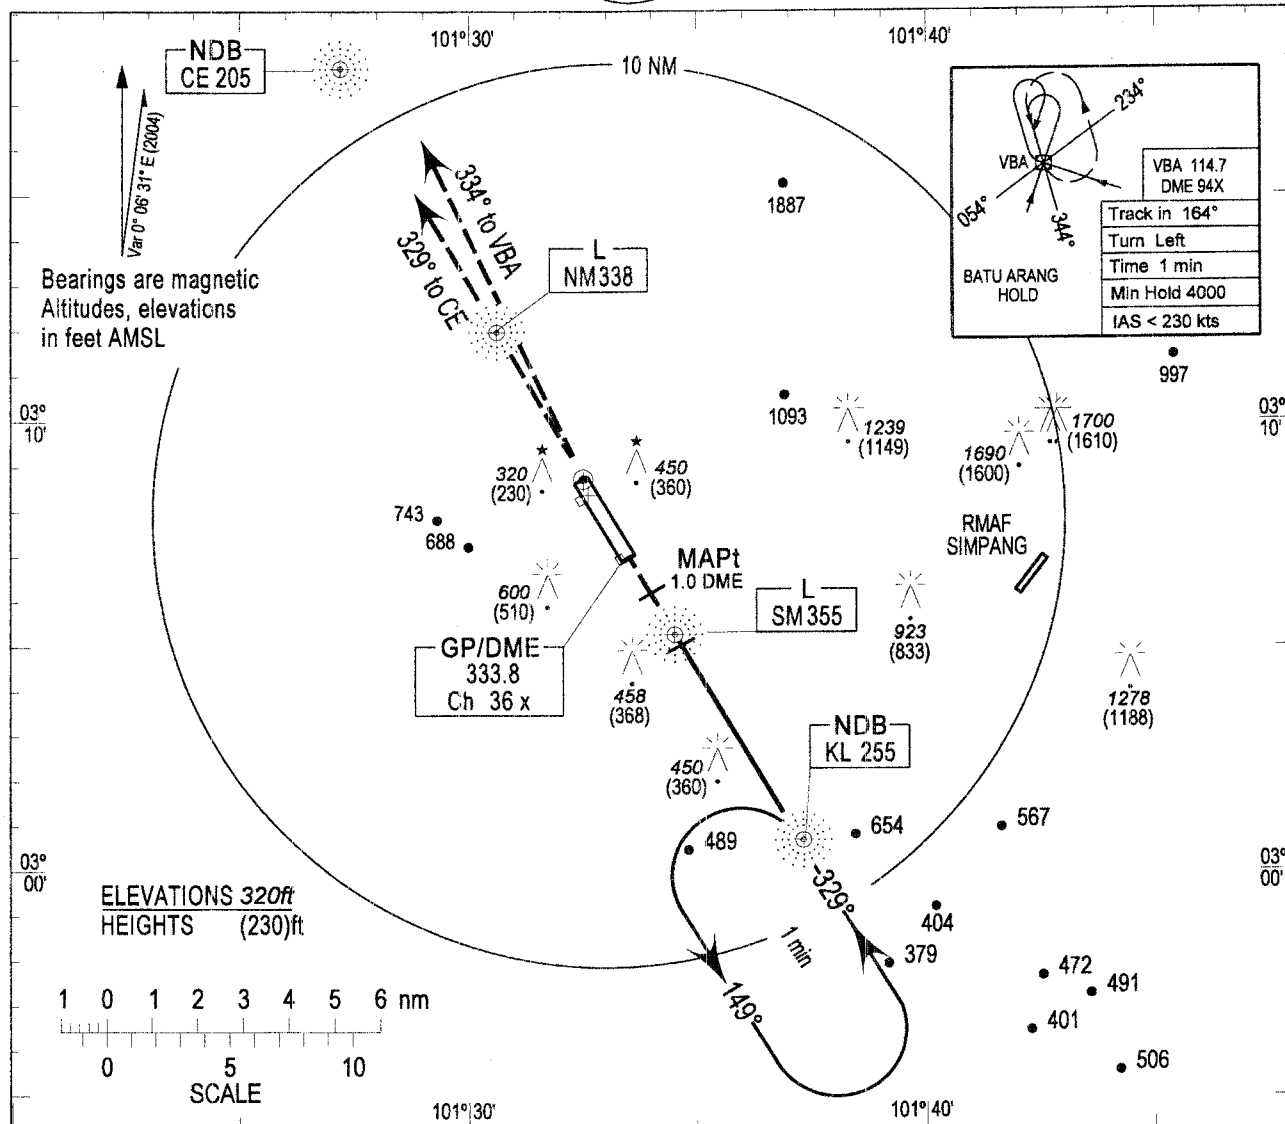 101° 30'
101° 40'
NDB
CE 205
10 NM
Var 0° 06' 31" E (2004)
Bearings are magnetic
Altitudes, elevations
in feet AMSL
334° to VBA
329° to CE
L
NM338
1887
234°
VBA
054°
344°
BATU ARANG
HOLD
VBA 114.7
DME 94X
Track in 164°
Turn Left
Time 1 min
Min Hold 4000
IAS < 230 kts
997
03°
10'
03°
10'
1093
1239
(1149)
1700
(1610)
1690
(1600)
320
(230)
450
(360)
743
688
RMAF
SIMPANG
MAPt
1.0 DME
600
(510)
L
SM355
923
(833)
GP/DME
333.8
Ch 36 x
458
(368)
1278
(1188)
NDB
KL 255
450
(360)
489
654
567
03°
00'
03°
00'
329°
404
379
1 min
149°
472
491
401
506
ELEVATIONS 320ft
HEIGHTS (230)ft
1 0 1 2 3 4 5 6 nm
0 5 10
SCALE
101° 30'
101° 40'